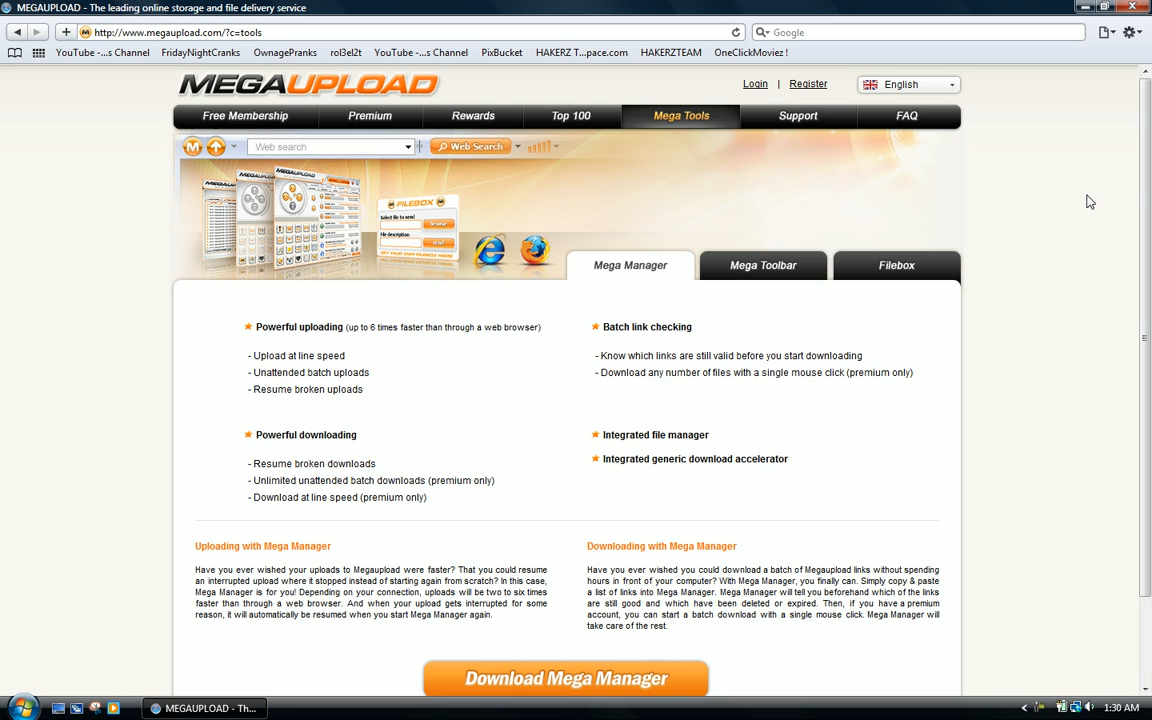 MEGAUPLOAD - The leading online storage and file delivery service
http://www.megaupload.com/?c=tools
Google
YouTube -...s Channel FridayNightCranks OwnagePranks rol3el2t YouTube -...s Channel PixBucket HAKERZ T...pace.com HAKERZTEAM OneClickMoviez !
MEGAUPLOAD
Login | Register English
Free Membership Premium Rewards Top 100 Mega Tools Support FAQ
Web search Web Search
MEGAUPLOAD
FILEBOX
Select file to send!
browse
File description
send
GET YOUR OWN FILEBOX HERE
Mega Manager Mega Toolbar Filebox
Powerful uploading (up to 6 times faster than through a web browser)
- Upload at line speed
- Unattended batch uploads
- Resume broken uploads
Batch link checking
- Know which links are still valid before you start downloading
- Download any number of files with a single mouse click (premium only)
Powerful downloading
- Resume broken downloads
- Unlimited unattended batch downloads (premium only)
- Download at line speed (premium only)
Integrated file manager
Integrated generic download accelerator
Uploading with Mega Manager
Have you ever wished your uploads to Megaupload were faster? That you could resume
an interrupted upload where it stopped instead of starting again from scratch? In this case,
Mega Manager is for you! Depending on your connection, uploads will be two to six times
faster than through a web browser. And when your upload gets interrupted for some
reason, it will automatically be resumed when you start Mega Manager again.
Downloading with Mega Manager
Have you ever wished you could download a batch of Megaupload links without spending
hours in front of your computer? With Mega Manager, you finally can. Simply copy & paste
a list of links into Mega Manager. Mega Manager will tell you beforehand which of the links
are still good and which have been deleted or expired. Then, if you have a premium
account, you can start a batch download with a single mouse click. Mega Manager will
take care of the rest.
Download Mega Manager
MEGAUPLOAD - Th... 1:30 AM